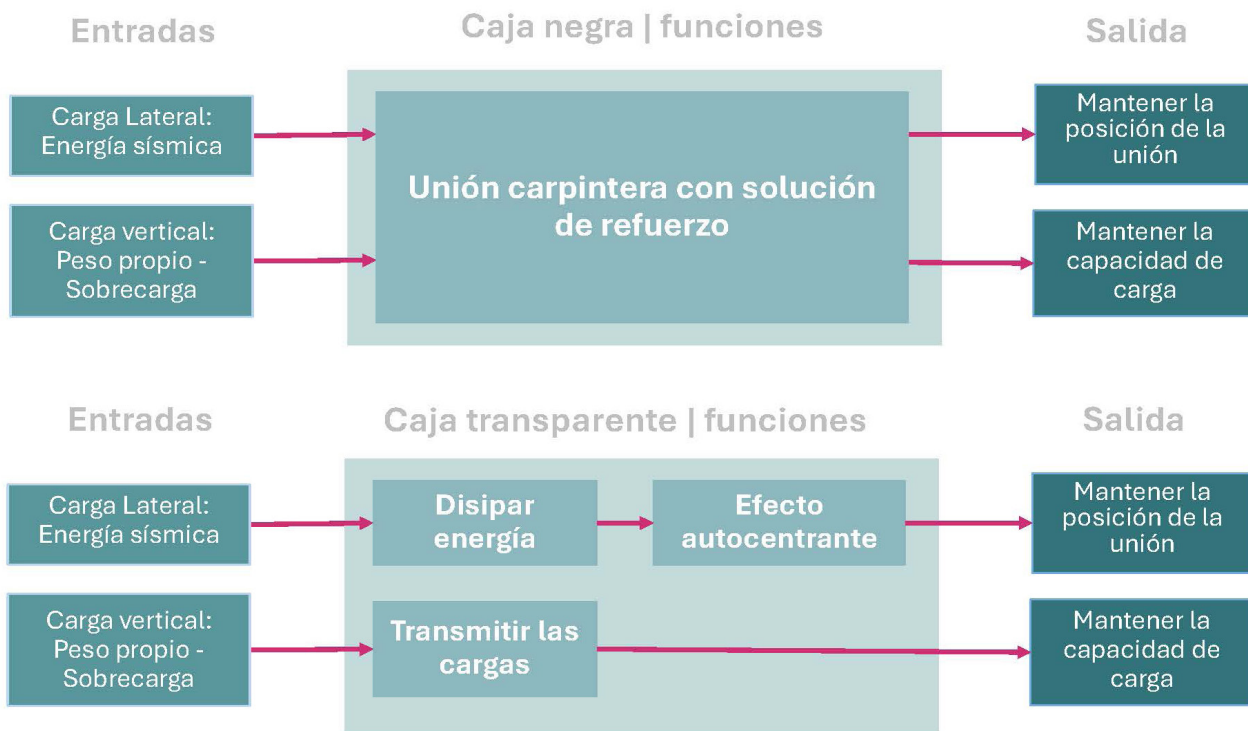 Entradas
Caja negra | funciones
Salida
Carga Lateral:
Energía sísmica
Carga vertical:
Peso propio -
Sobrecarga
Unión carpintera con solución
de refuerzo
Mantener la
posición de la
unión
Mantener la
capacidad de
carga
Entradas
Caja transparente | funciones
Salida
Carga Lateral:
Energía sísmica
Disipar
energía
Efecto
autocentrante
Mantener la
posición de la
unión
Carga vertical:
Peso propio -
Sobrecarga
Transmitir las
cargas
Mantener la
capacidad de
carga